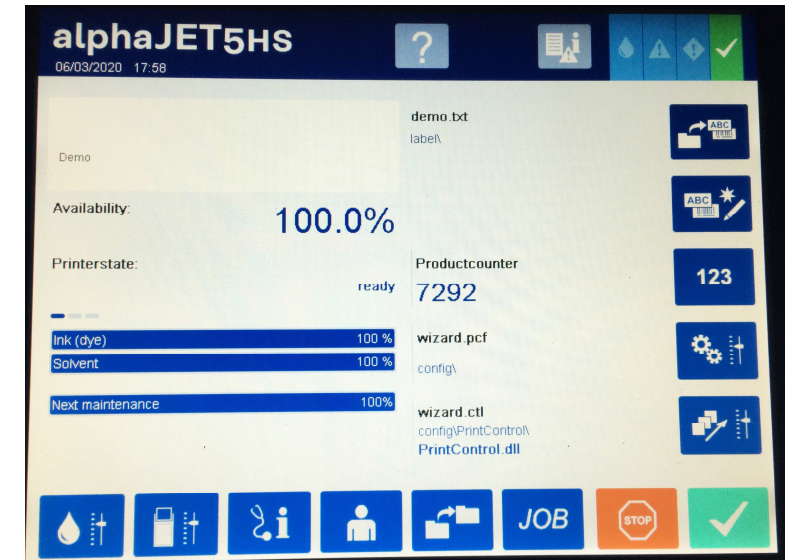 alphaJET5HS
06/03/2020 17:58
?
Demo
demo.txt
label\
ABC
Availability:
100.0%
ABC
Printerstate:
ready
Productcounter
7292
123
Ink (dye) 100 %
Solvent 100 %
wizard.pcf
config\
Next maintenance 100%
wizard.ctl
config\PrintControl\
PrintControl.dll
JOB
STOP